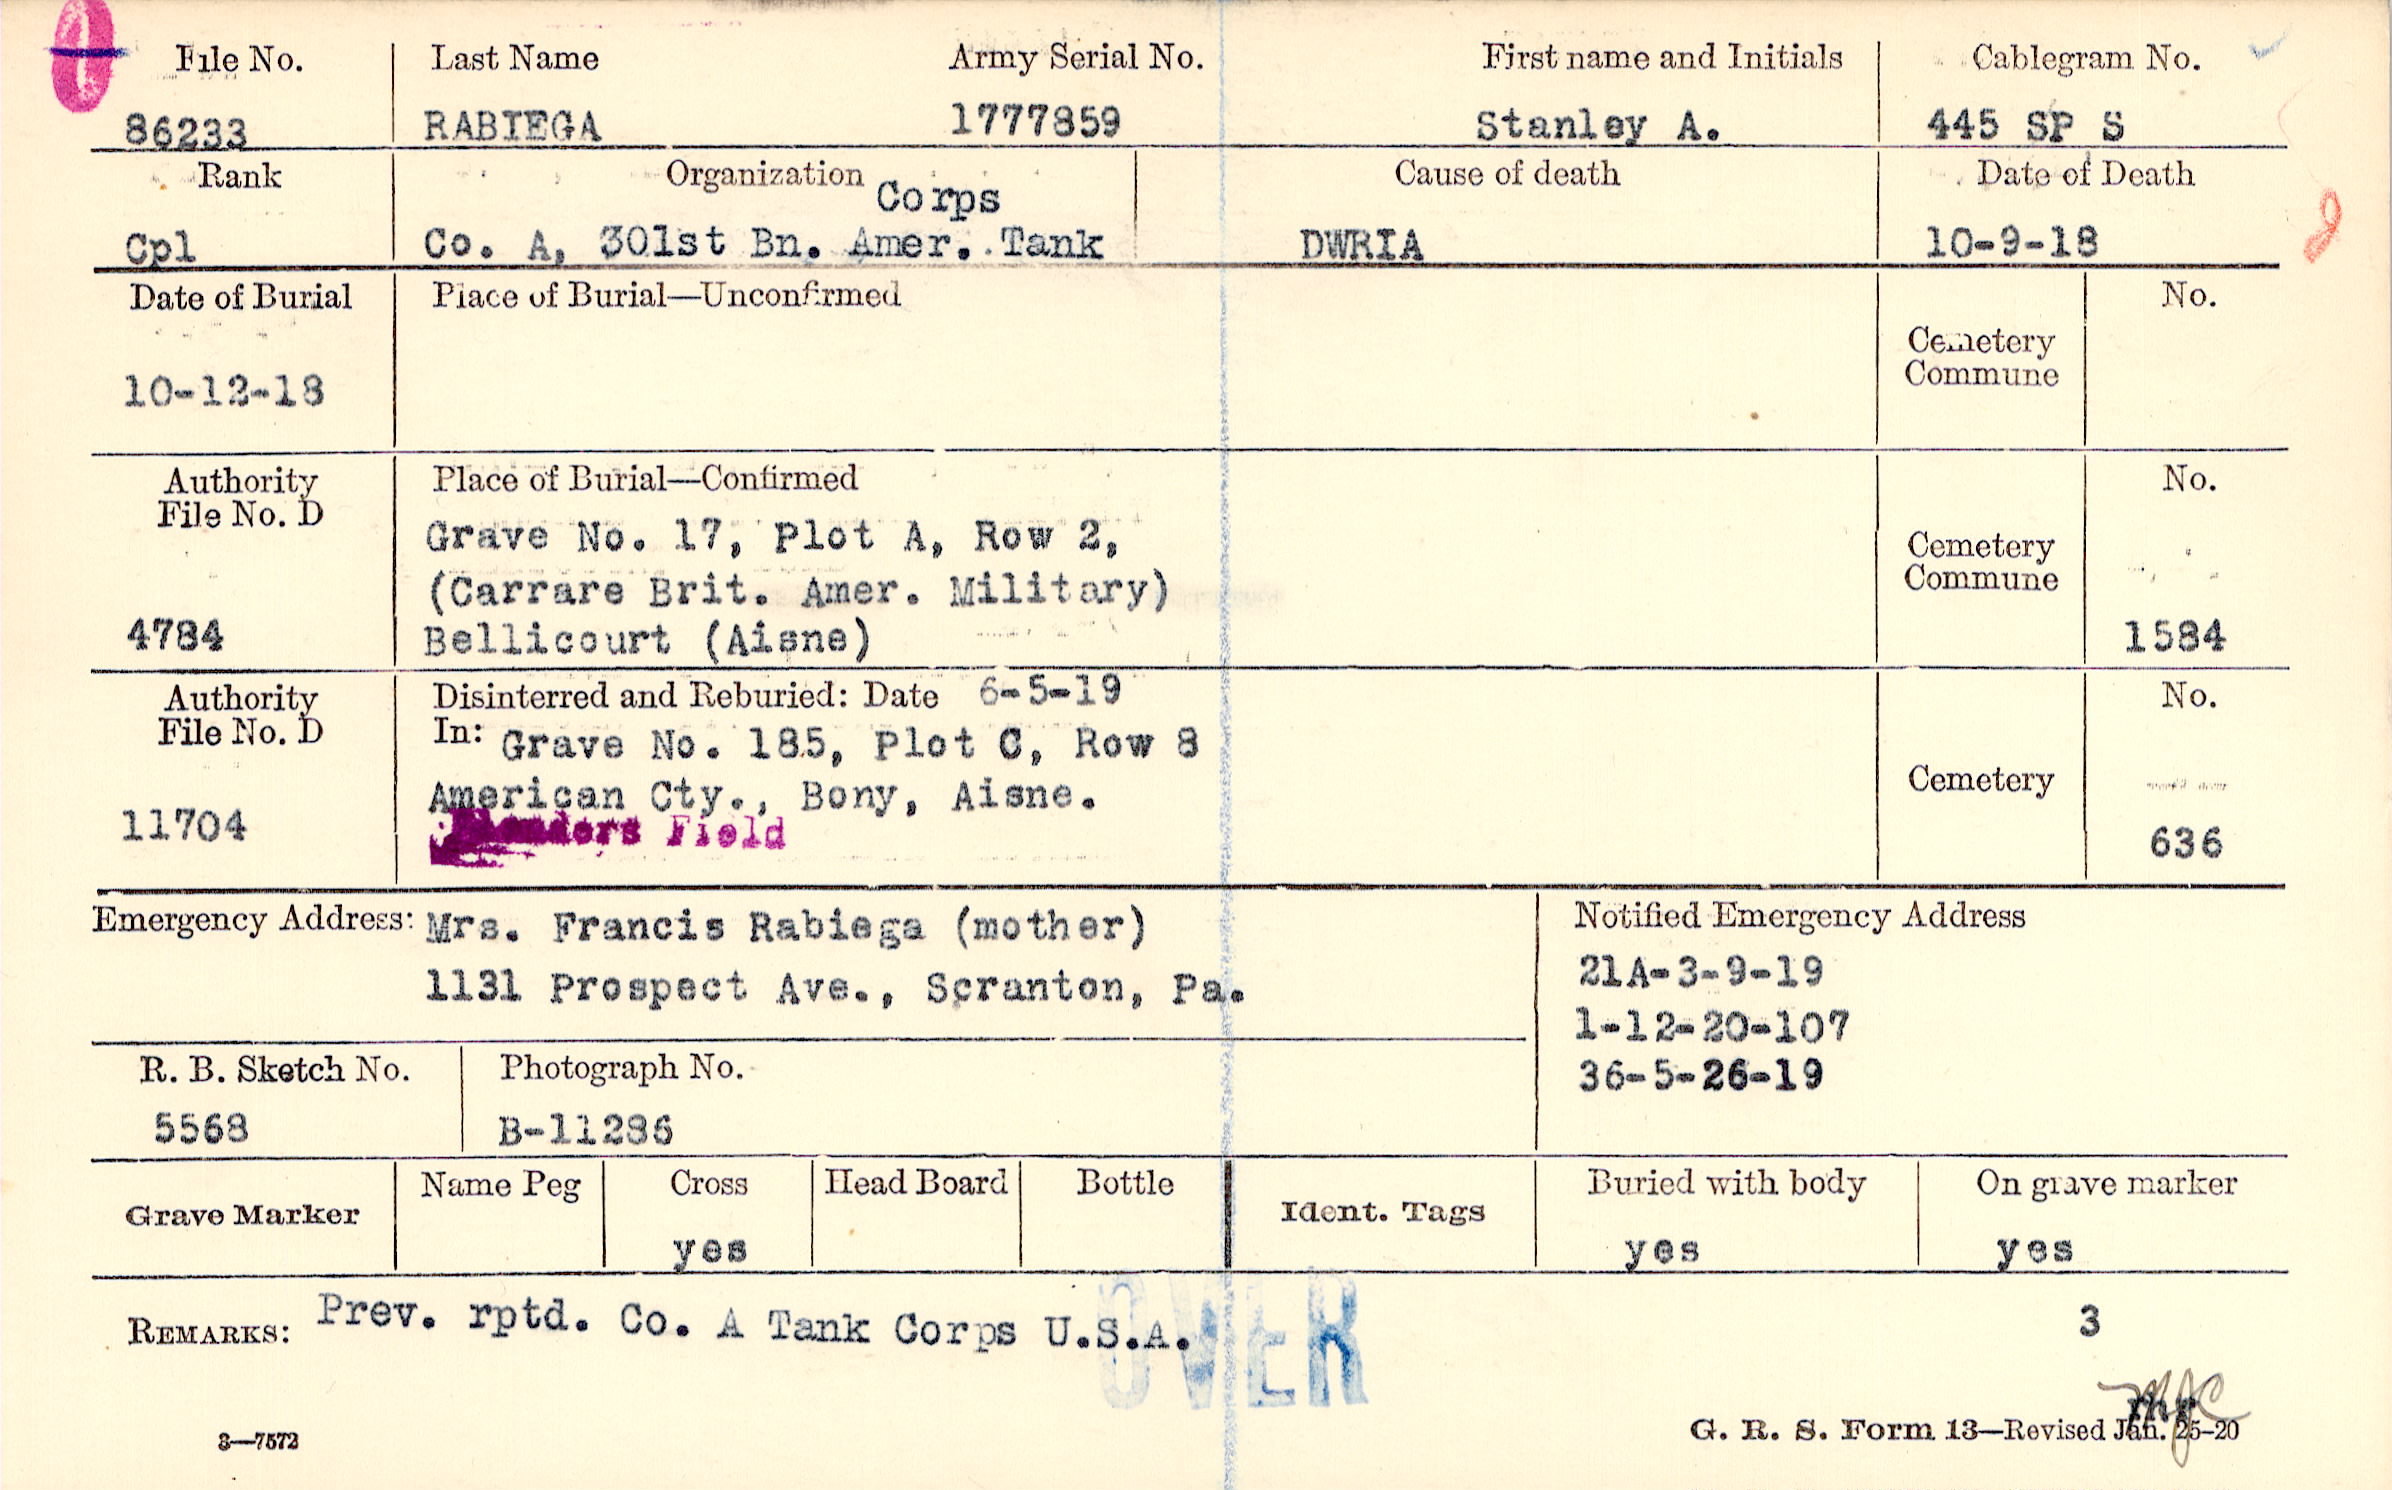 File No. Last Name Army Serial No. First name and Initials Cablegram No.
86233 RABIEGA 1777859 Stanley A. 445 SP S
Rank Organization Cause of death Date of Death
Corps
Cpl Co. A, 301st Bn. Amer. Tank DWRIA 10-9-18
Date of Burial Place of Burial—Unconfirmed No.
Cemetery
Commune
10-12-18
Authority Place of Burial—Confirmed No.
File No. D
Grave No. 17, Plot A, Row 2,
Cemetery
Commune
(Carrare Brit. Amer. Military)
4784 Bellicourt (Aisne) 1584
Authority Disinterred and Reburied: Date 6-5-19 No.
File No. D In: Grave No. 185, Plot C, Row 8
American Cty., Bony, Aisne. Cemetery
11704 Field 636
Emergency Address: Mrs. Francis Rabiega (mother) Notified Emergency Address
1131 Prospect Ave., Scranton, Pa. 21A-3-9-19
1-12-20-107
36-5-26-19
R. B. Sketch No. Photograph No.
5568 B-11286
Grave Marker Name Peg Cross Head Board Bottle Ident. Tags Buried with body On grave marker
yes yes yes
REMARKS: Prev. rptd. Co. A Tank Corps U.S.A. 3
OVER
3—7572 G. R. S. Form 13—Revised Jan. 25-20